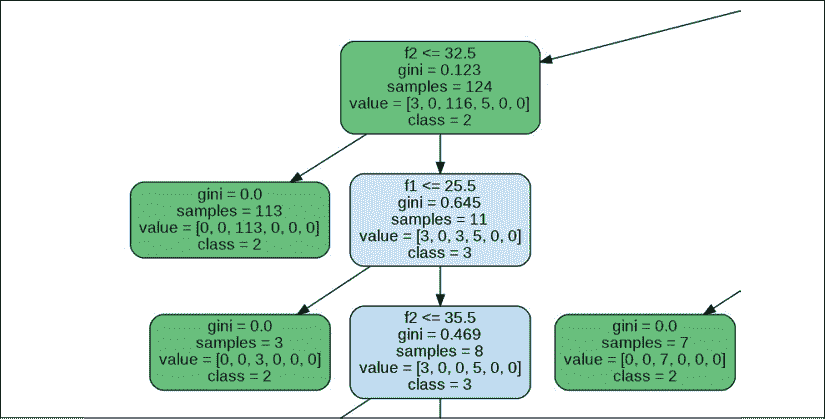 f2 <= 32.5
gini = 0.123
samples = 124
value = [3, 0, 116, 5, 0, 0]
class = 2
gini = 0.0
samples = 113
value = [0, 0, 113, 0, 0, 0]
class = 2
f1 <= 25.5
gini = 0.645
samples = 11
value = [3, 0, 3, 5, 0, 0]
class = 3
gini = 0.0
samples = 3
value = [0, 0, 3, 0, 0, 0]
class = 2
f2 <= 35.5
gini = 0.469
samples = 8
value = [3, 0, 0, 5, 0, 0]
class = 3
gini = 0.0
samples = 7
value = [0, 0, 7, 0, 0, 0]
class = 2